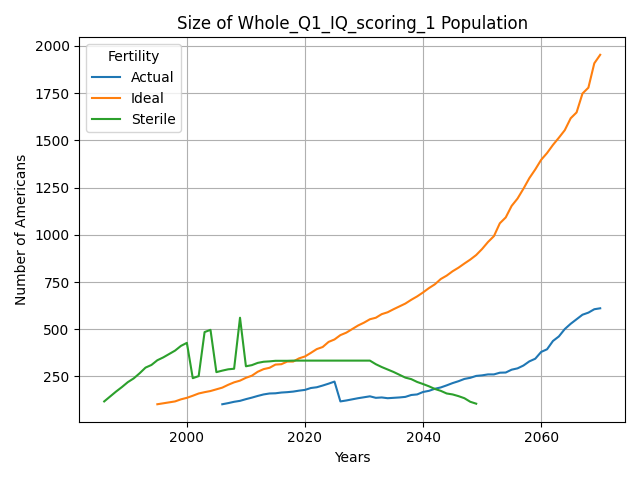 Size of Whole_Q1_IQ_scoring_1 Population
Fertility
Actual
Ideal
Sterile
Number of Americans
2000
1750
1500
1250
1000
750
500
250
2000
2020
2040
2060
Years